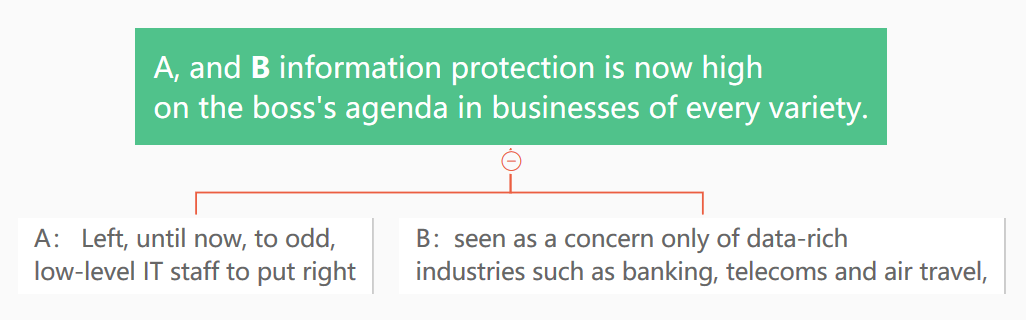 A, and B information protection is now high
on the boss's agenda in businesses of every variety.
A： Left, until now, to odd,
low-level IT staff to put right
B：seen as a concern only of data-rich
industries such as banking, telecoms and air travel,